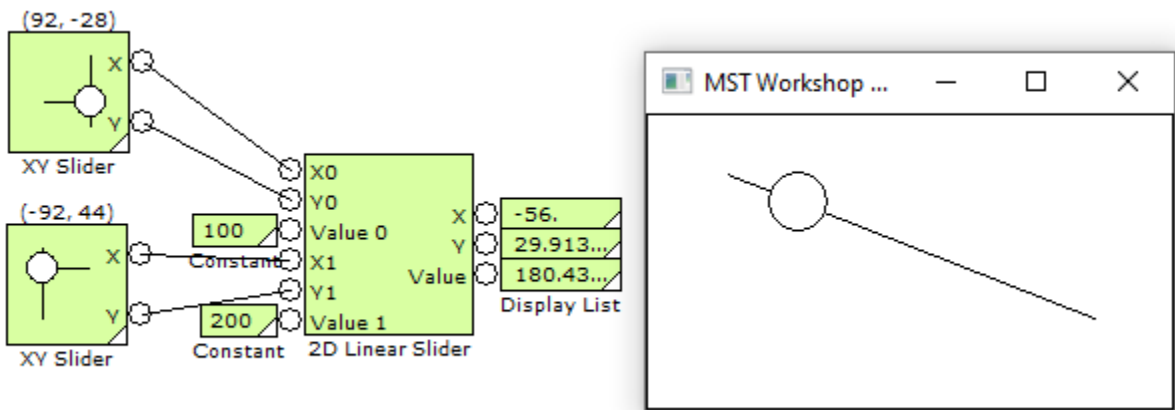 (92, -28)
X
Y
XY Slider
(-92, 44)
X
Y
XY Slider
100
Constant
200
Constant
X0
Y0
Value 0
X1
Y1
Value 1
X
Y
Value
2D Linear Slider
-56.
29.913...
180.43...
Display List
MST Workshop ...